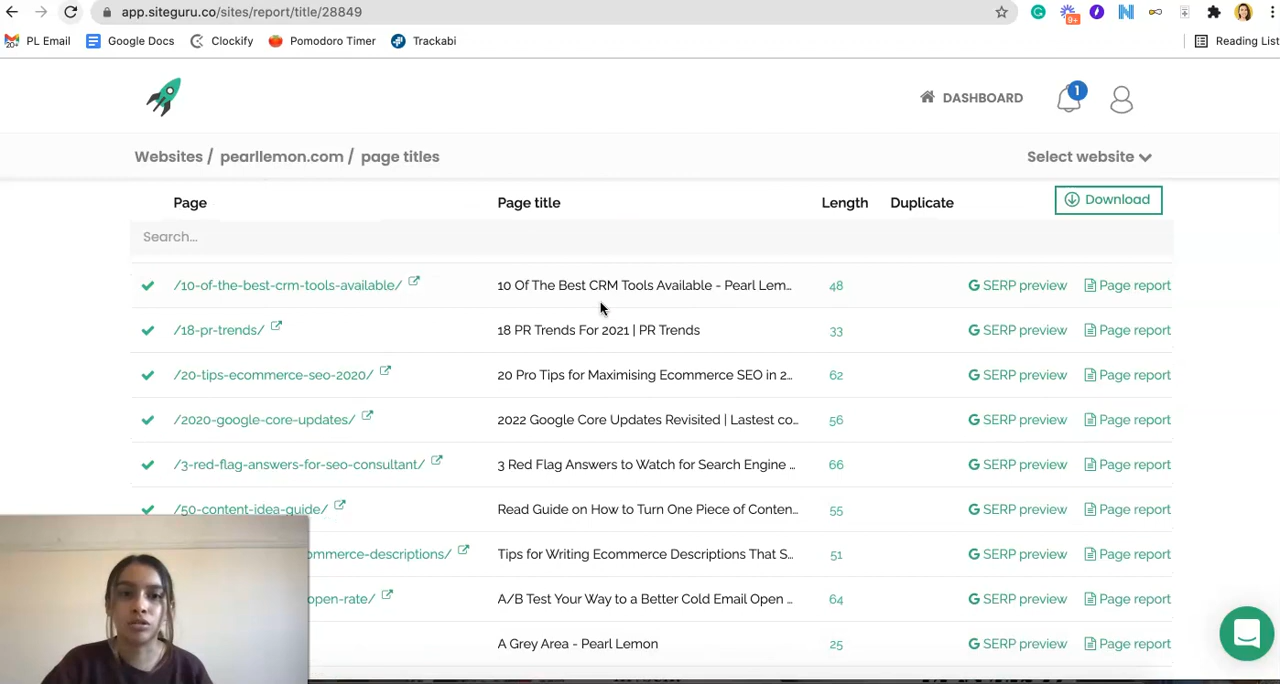 app.siteguru.co/sites/report/title/28849
9+
20+ PL Email Google Docs Clockify Pomodoro Timer Trackabi Reading List
DASHBOARD 1
Websites / pearllemon.com / page titles Select website
Page Page title Length Duplicate Download
Search...
/10-of-the-best-crm-tools-available/ 10 Of The Best CRM Tools Available - Pearl Lem... 48 SERP preview Page report
/18-pr-trends/ 18 PR Trends For 2021 | PR Trends 33 SERP preview Page report
/20-tips-ecommerce-seo-2020/ 20 Pro Tips for Maximising Ecommerce SEO in 2... 62 SERP preview Page report
/2020-google-core-updates/ 2022 Google Core Updates Revisited | Lastest co... 56 SERP preview Page report
/3-red-flag-answers-for-seo-consultant/ 3 Red Flag Answers to Watch for Search Engine ... 66 SERP preview Page report
/50-content-idea-guide/ Read Guide on How to Turn One Piece of Conten... 55 SERP preview Page report
ommerce-descriptions/ Tips for Writing Ecommerce Descriptions That S... 51 SERP preview Page report
open-rate/ A/B Test Your Way to a Better Cold Email Open ... 64 SERP preview Page report
A Grey Area - Pearl Lemon 25 SERP preview Page report